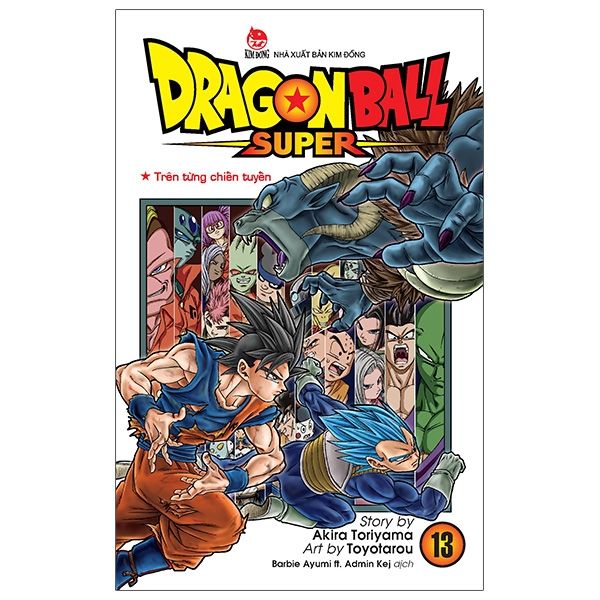 KIM ĐỒNG
NHÀ XUẤT BẢN KIM ĐỒNG
DRAGON BALL
SUPER
★ Trên từng chiến tuyến
Story by
Akira Toriyama
Art by Toyotarou
13
Barbie Ayumi ft. Admin Kej dịch